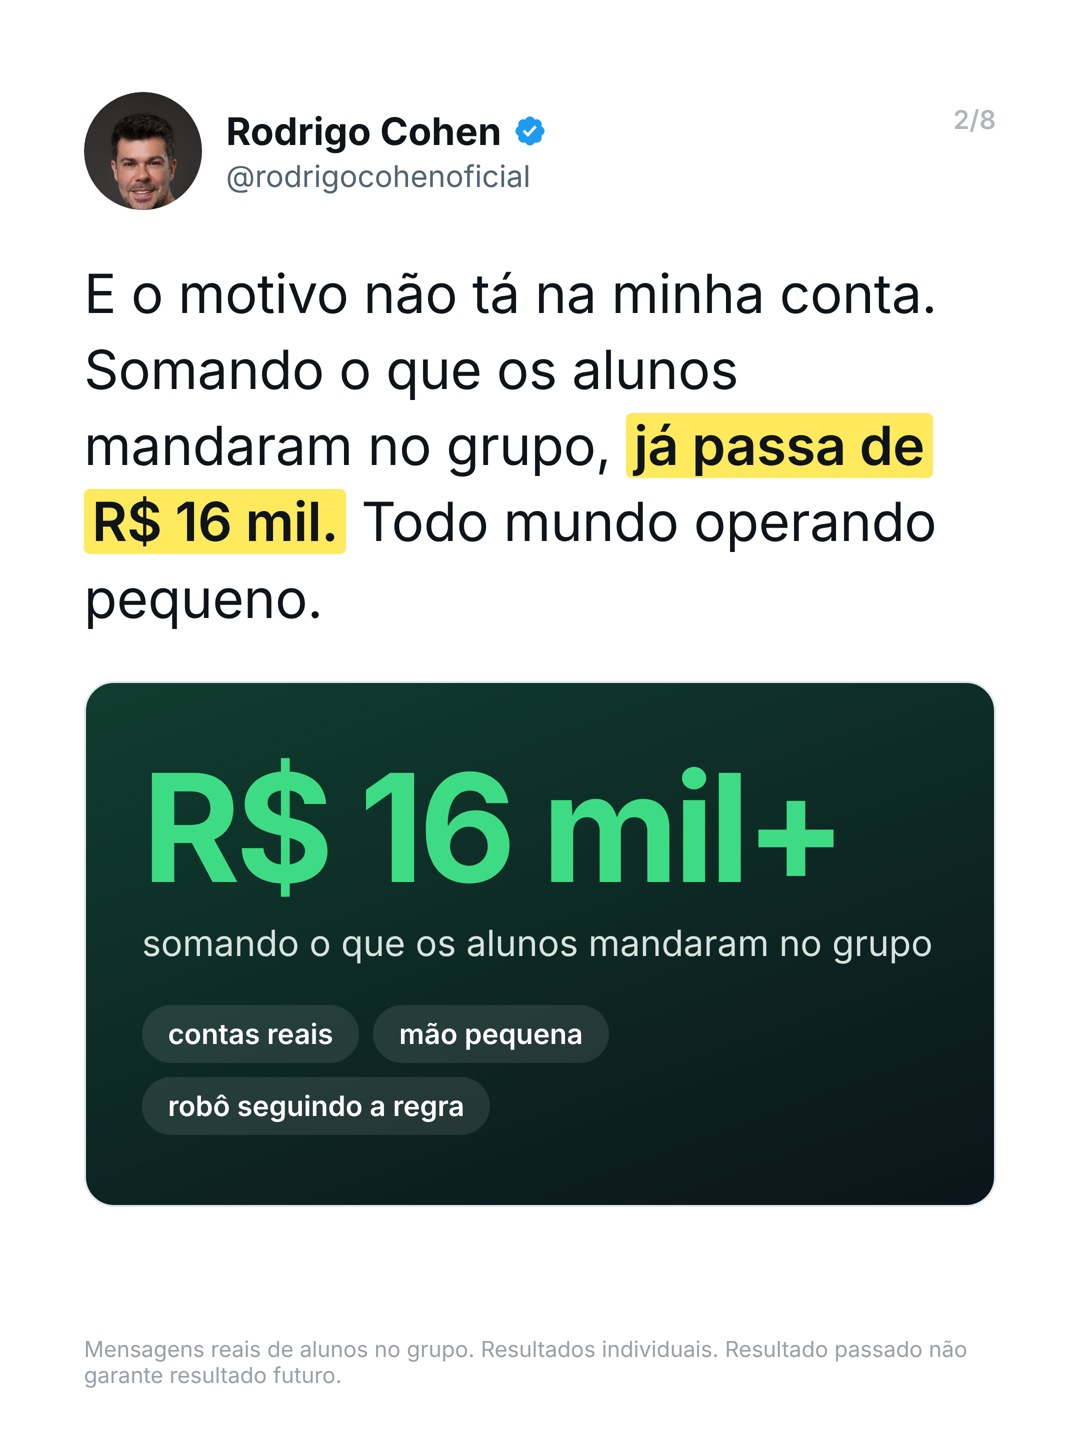 Rodrigo Cohen
@rodrigocohenoficial
2/8
E o motivo não tá na minha conta.
Somando o que os alunos
mandaram no grupo, já passa de
R$ 16 mil. Todo mundo operando
pequeno.
R$ 16 mil+
somando o que os alunos mandaram no grupo
contas reais
mão pequena
robô seguindo a regra
Mensagens reais de alunos no grupo. Resultados individuais. Resultado passado não
garante resultado futuro.